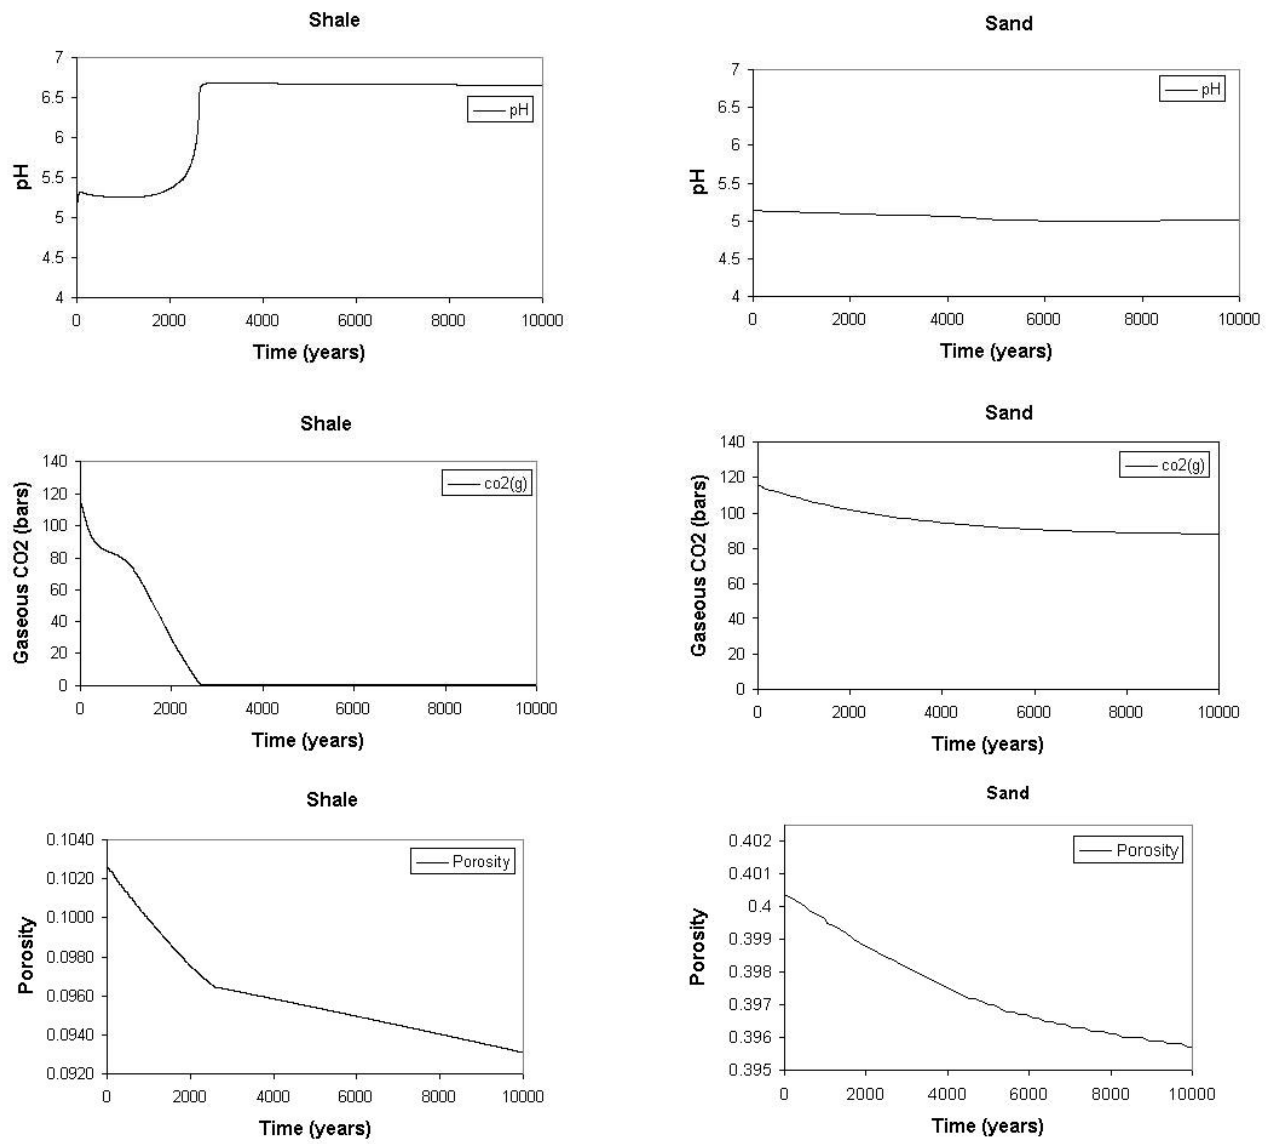 Shale
7
6.5
6
5.5
5
4.5
4
pH
pH
0 2000 4000 6000 8000 10000
Time (years)
Sand
7
6.5
6
5.5
5
4.5
4
pH
pH
0 2000 4000 6000 8000 10000
Time (years)
Shale
140
120
100
80
60
40
20
0
Gaseous CO2 (bars)
co2(g)
0 2000 4000 6000 8000 10000
Time (years)
Sand
140
120
100
80
60
40
20
0
Gaseous CO2 (bars)
co2(g)
0 2000 4000 6000 8000 10000
Time (years)
Shale
0.1040
0.1020
0.1000
0.0980
0.0960
0.0940
0.0920
Porosity
Porosity
0 2000 4000 6000 8000 10000
Time (years)
Sand
0.402
0.401
0.4
0.399
0.398
0.397
0.396
0.395
Porosity
Porosity
0 2000 4000 6000 8000 10000
Time (years)